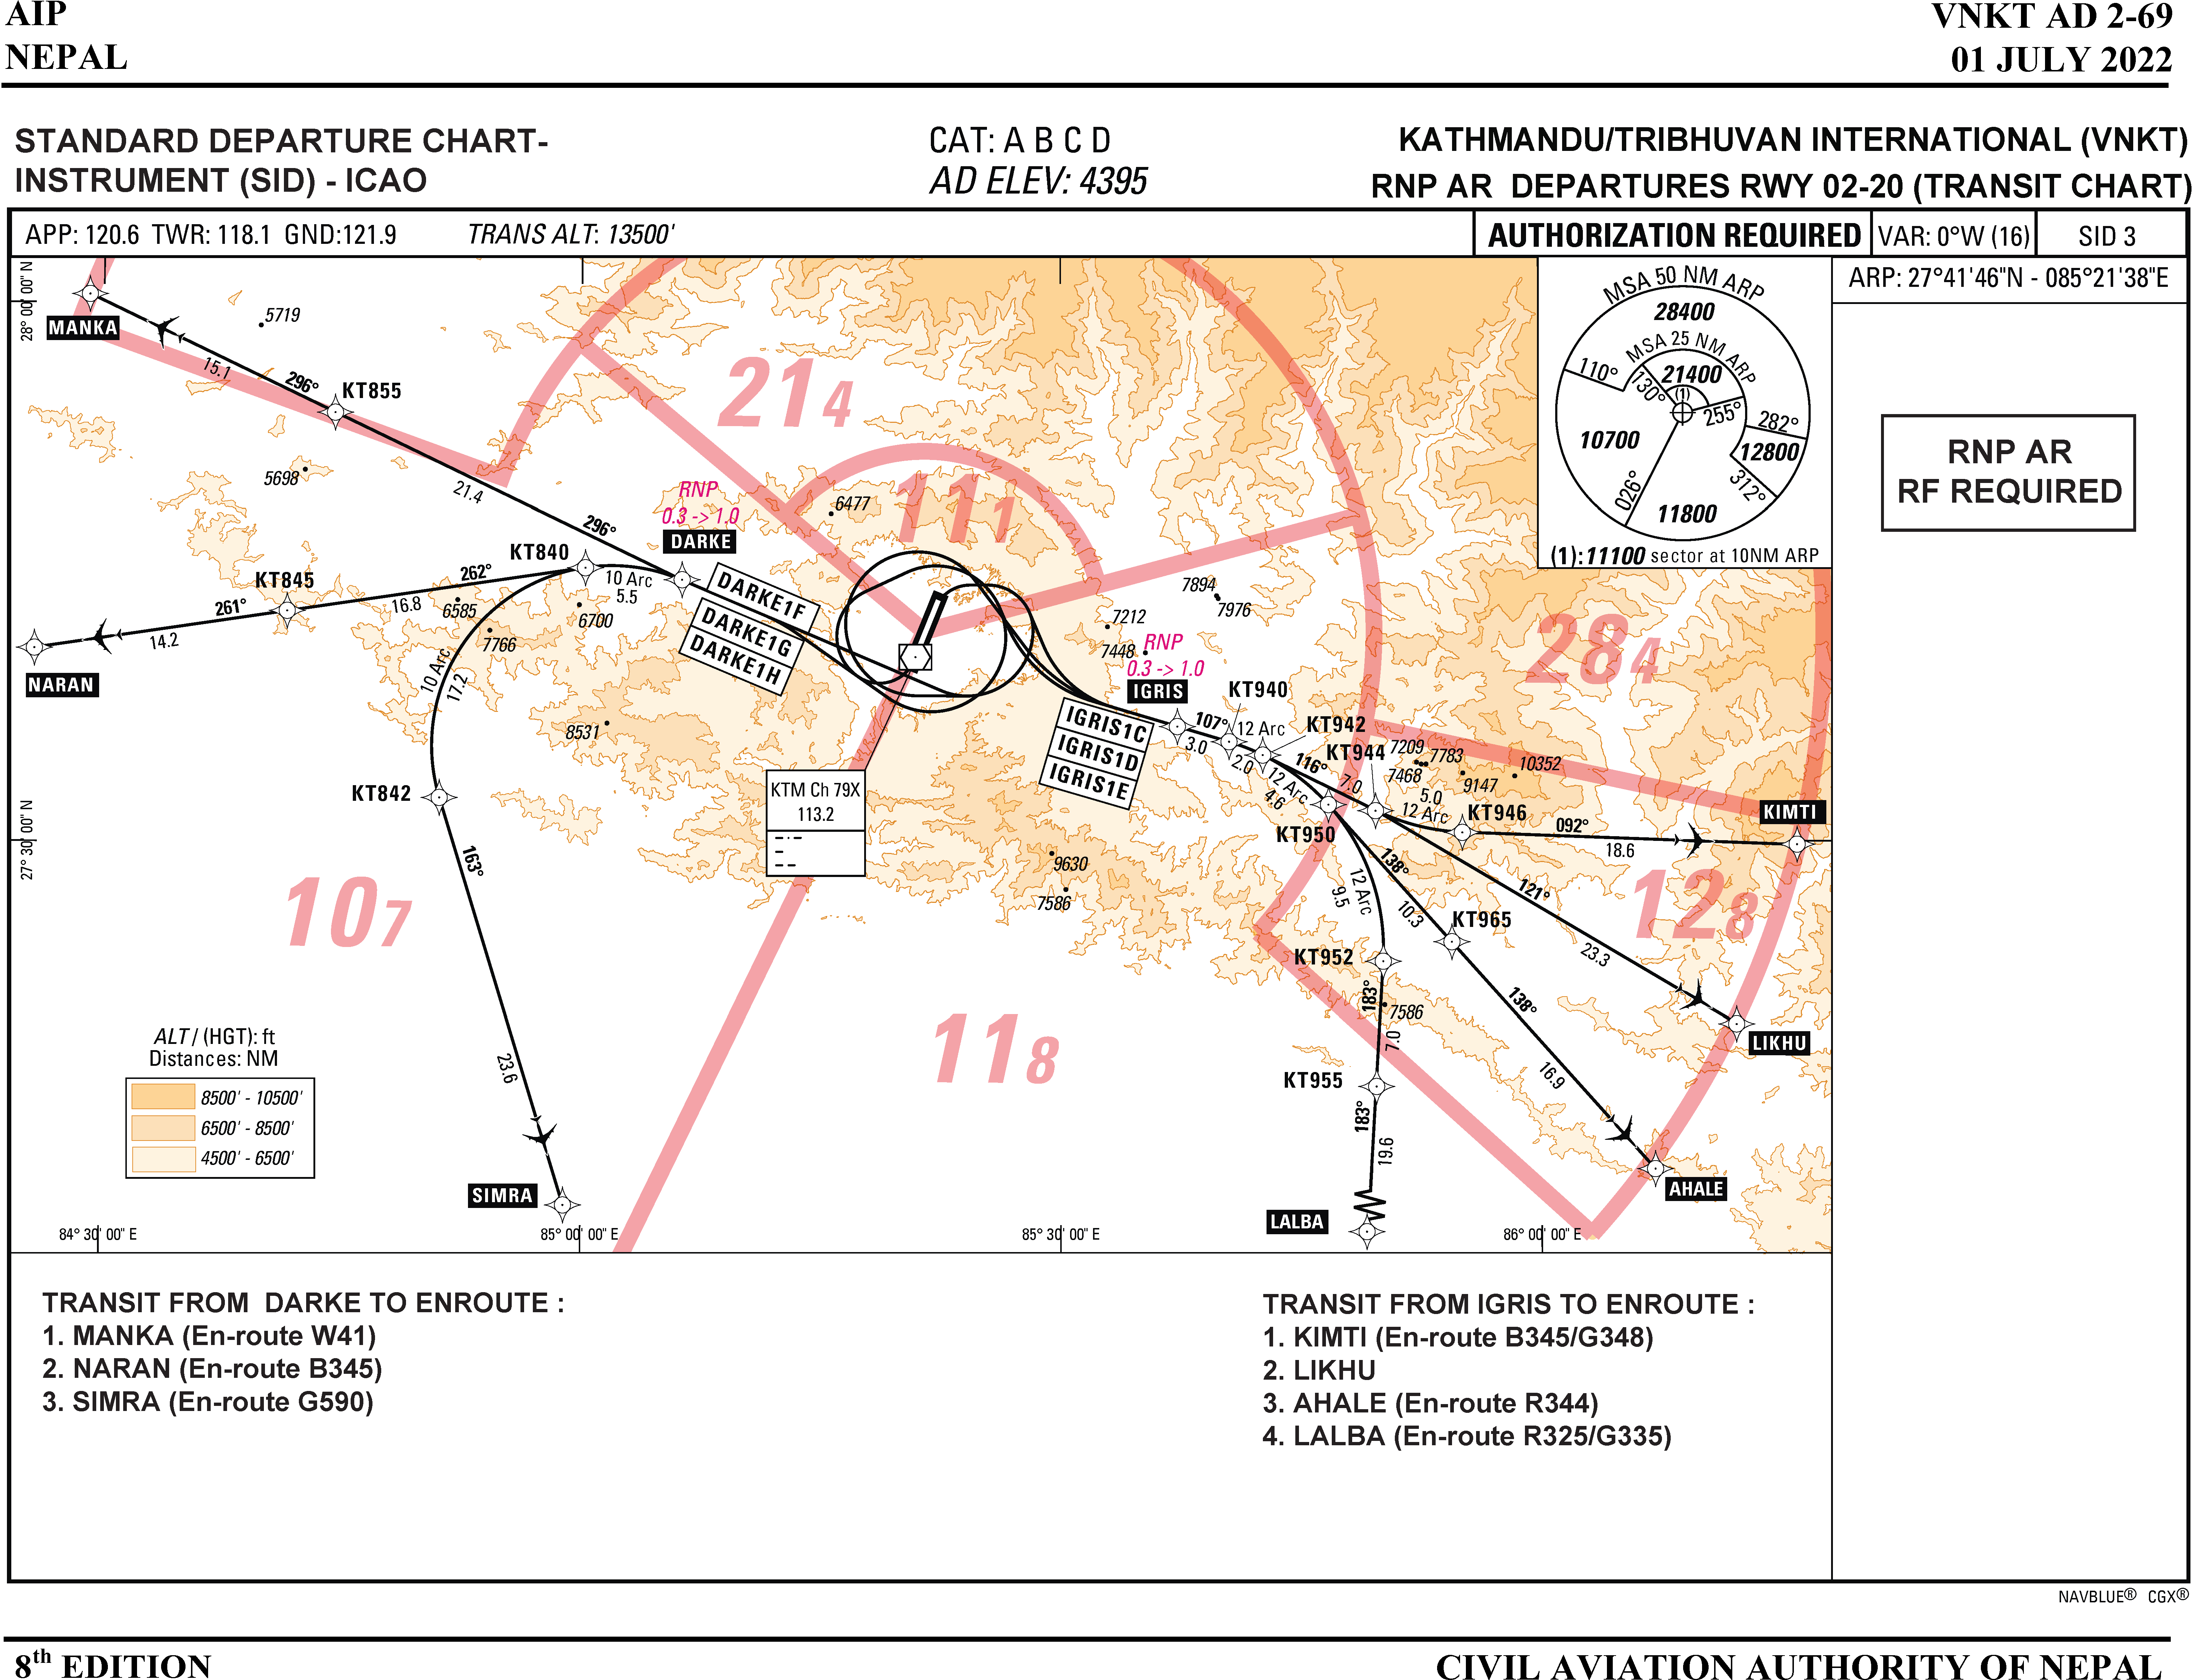 AIP
NEPAL
VNKT AD 2-69
01 JULY 2022
STANDARD DEPARTURE CHART-
INSTRUMENT (SID) - ICAO
CAT: A B C D
AD ELEV: 4395
KATHMANDU/TRIBHUVAN INTERNATIONAL (VNKT)
RNP AR DEPARTURES RWY 02-20 (TRANSIT CHART)
APP: 120.6 TWR: 118.1 GND:121.9
TRANS ALT: 13500'
AUTHORIZATION REQUIRED
VAR: 0°W (16)
SID 3
ARP: 27°41'46"N - 085°21'38"E
RNP AR
RF REQUIRED
MSA 50 NM ARP
28400
MSA 25 NM ARP
21400
(1)
110°
130°
255°
282°
10700
12800
026°
312°
11800
(1):11100 sector at 10NM ARP
28° 00' 00" N
27° 30' 00" N
MANKA
5719
15.1
296°
KT855
5698
21.4
296°
214
111
6477
RNP
0.3 -> 1.0
DARKE
KT840
KT845
262°
261°
16.8
14.2
10 Arc
5.5
6585
6700
7766
NARAN
10 Arc
17.2
DARKE1F
DARKE1G
DARKE1H
8531
KT842
163°
23.6
107
SIMRA
KTM Ch 79X
113.2
7894
7976
7212
7448
RNP
0.3 -> 1.0
IGRIS
284
IGRIS1C
IGRIS1D
IGRIS1E
107°
3.0
KT940
12 Arc
2.0
KT942
116°
7.0
KT944
7209
7783
7468
9147
10352
12 Arc
4.6
KT950
5.0
12 Arc
KT946
092°
18.6
KIMTI
9630
7586
138°
10.3
12 Arc
9.5
121°
23.3
128
KT965
KT952
183°
7586
7.0
138°
16.9
LIKHU
KT955
183°
19.6
AHALE
LALBA
118
ALT / (HGT): ft
Distances: NM
8500' - 10500'
6500' - 8500'
4500' - 6500'
84° 30' 00" E
85° 00' 00" E
85° 30' 00" E
86° 00' 00" E
TRANSIT FROM DARKE TO ENROUTE :
1. MANKA (En-route W41)
2. NARAN (En-route B345)
3. SIMRA (En-route G590)
TRANSIT FROM IGRIS TO ENROUTE :
1. KIMTI (En-route B345/G348)
2. LIKHU
3. AHALE (En-route R344)
4. LALBA (En-route R325/G335)
NAVBLUE® CGX®
8th EDITION
CIVIL AVIATION AUTHORITY OF NEPAL